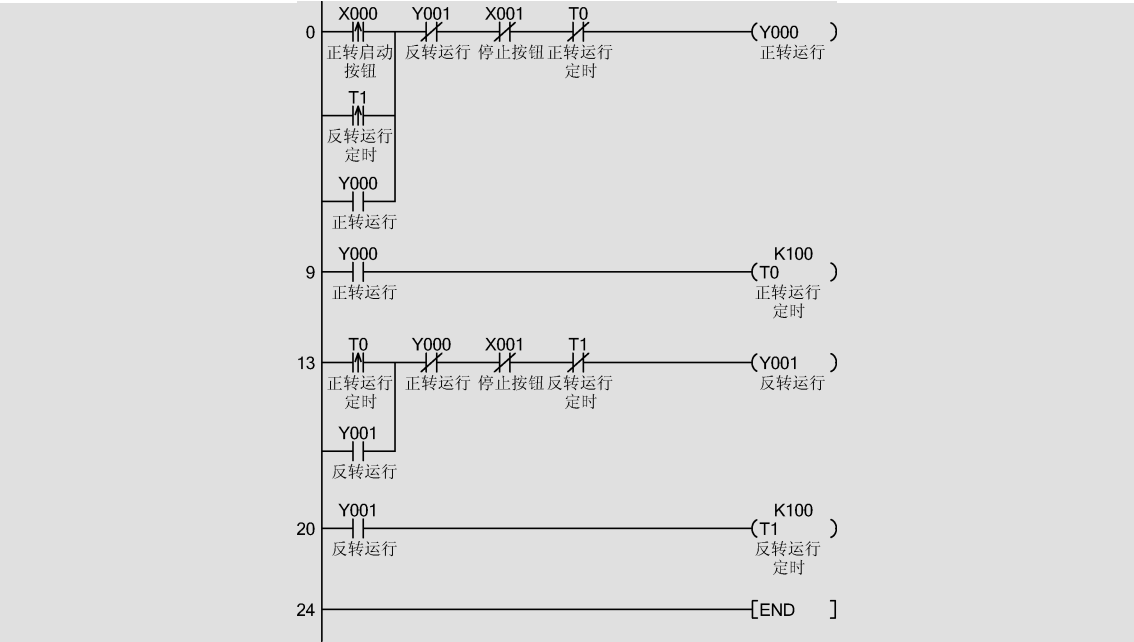 X000 Y001 X001 T0
0 (Y000 )
正转启动 反转运行 停止按钮 正转运行 正转运行
按钮 定时
T1
反转运行
定时
Y000
正转运行
Y000 K100
9 (T0 )
正转运行 正转运行
定时
T0 Y000 X001 T1
13 (Y001 )
正转运行 正转运行 停止按钮 反转运行 反转运行
定时 定时
Y001
反转运行
Y001 K100
20 (T1 )
反转运行 反转运行
定时
24 [END ]